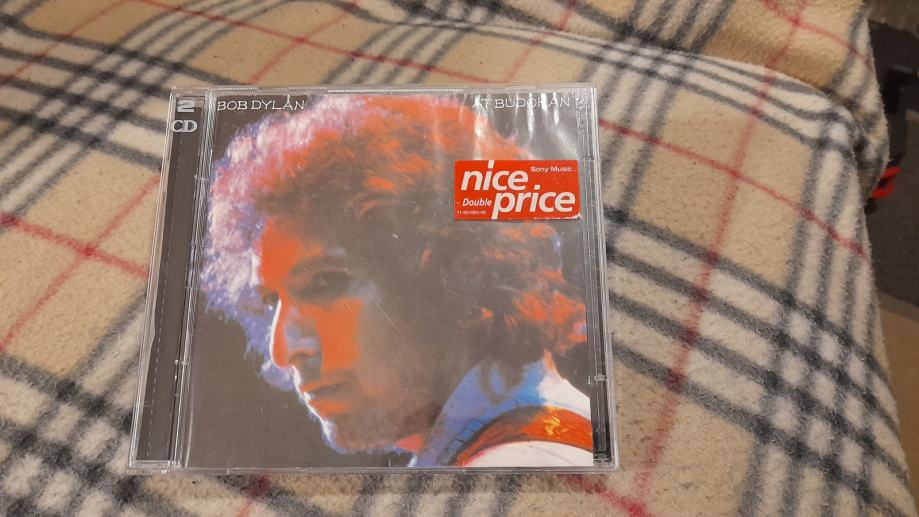 2
CD
BOB DYLAN
AT BUDOKAN
Sony Music
nice
Double
price